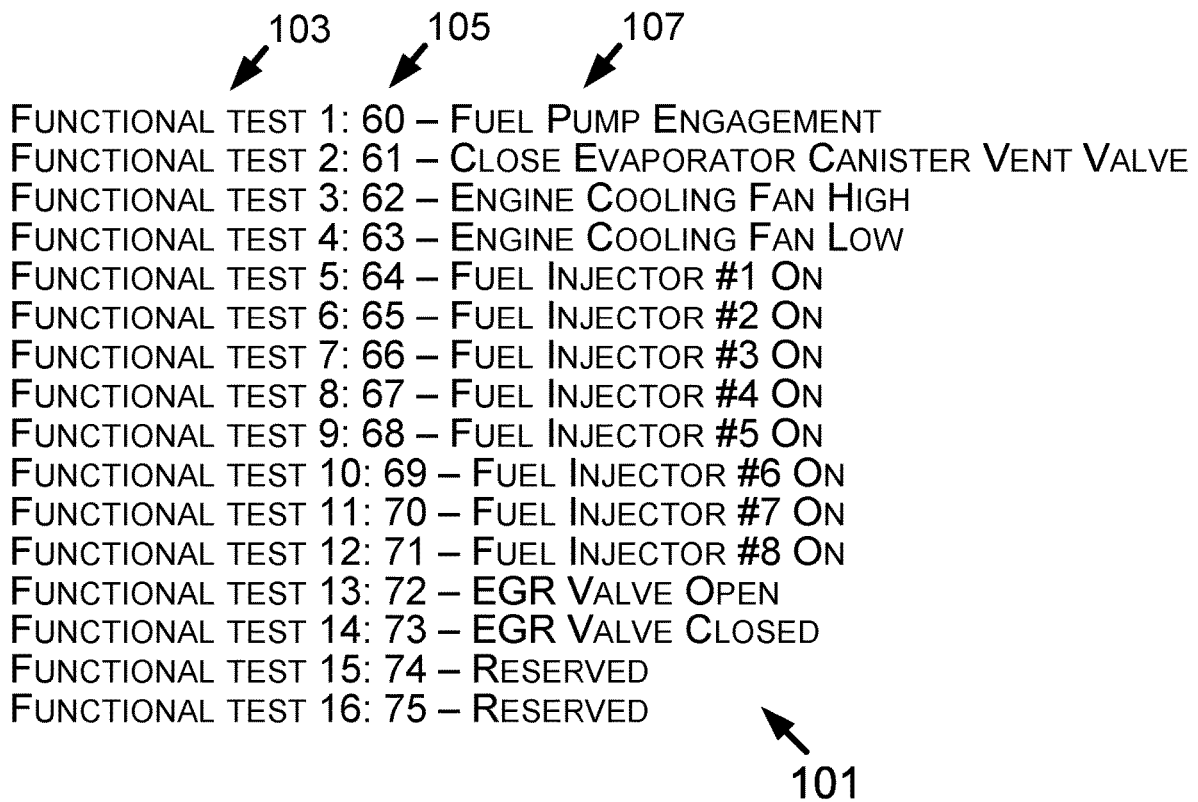 103 105 107
FUNCTIONAL TEST 1: 60 – FUEL PUMP ENGAGEMENT
FUNCTIONAL TEST 2: 61 – CLOSE EVAPORATOR CANISTER VENT VALVE
FUNCTIONAL TEST 3: 62 – ENGINE COOLING FAN HIGH
FUNCTIONAL TEST 4: 63 – ENGINE COOLING FAN LOW
FUNCTIONAL TEST 5: 64 – FUEL INJECTOR #1 ON
FUNCTIONAL TEST 6: 65 – FUEL INJECTOR #2 ON
FUNCTIONAL TEST 7: 66 – FUEL INJECTOR #3 ON
FUNCTIONAL TEST 8: 67 – FUEL INJECTOR #4 ON
FUNCTIONAL TEST 9: 68 – FUEL INJECTOR #5 ON
FUNCTIONAL TEST 10: 69 – FUEL INJECTOR #6 ON
FUNCTIONAL TEST 11: 70 – FUEL INJECTOR #7 ON
FUNCTIONAL TEST 12: 71 – FUEL INJECTOR #8 ON
FUNCTIONAL TEST 13: 72 – EGR VALVE OPEN
FUNCTIONAL TEST 14: 73 – EGR VALVE CLOSED
FUNCTIONAL TEST 15: 74 – RESERVED
FUNCTIONAL TEST 16: 75 – RESERVED
101